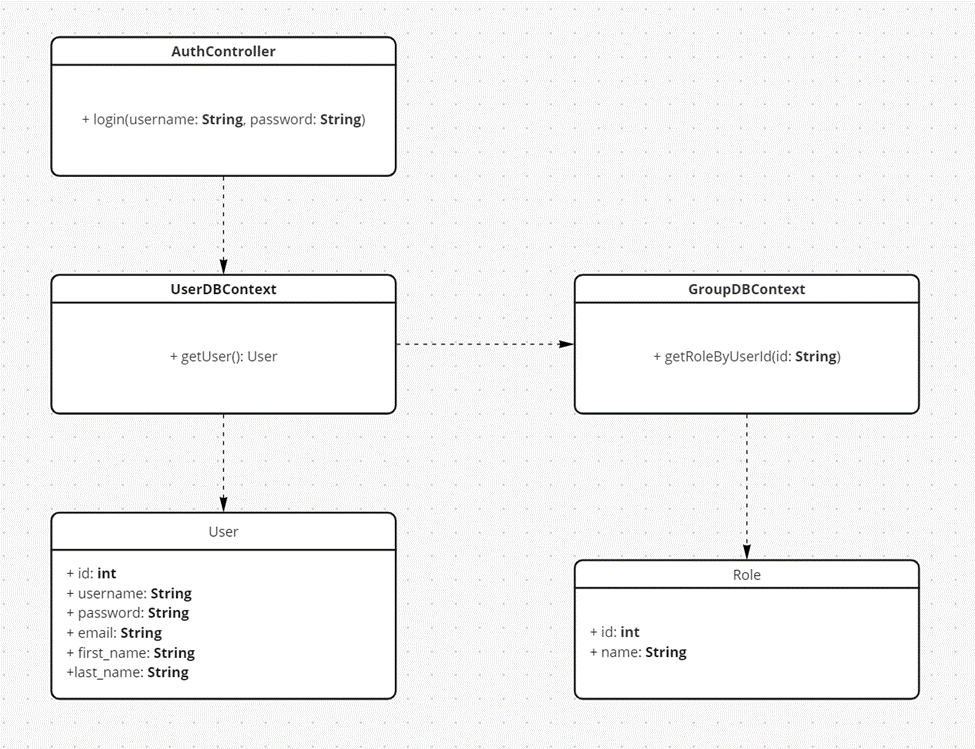 AuthController
+ login(username: String, password: String)
UserDBContext
+ getUser(): User
GroupDBContext
+ getRoleByUserId(id: String)
User
+ id: int
+ username: String
+ password: String
+ email: String
+ first_name: String
+last_name: String
Role
+ id: int
+ name: String